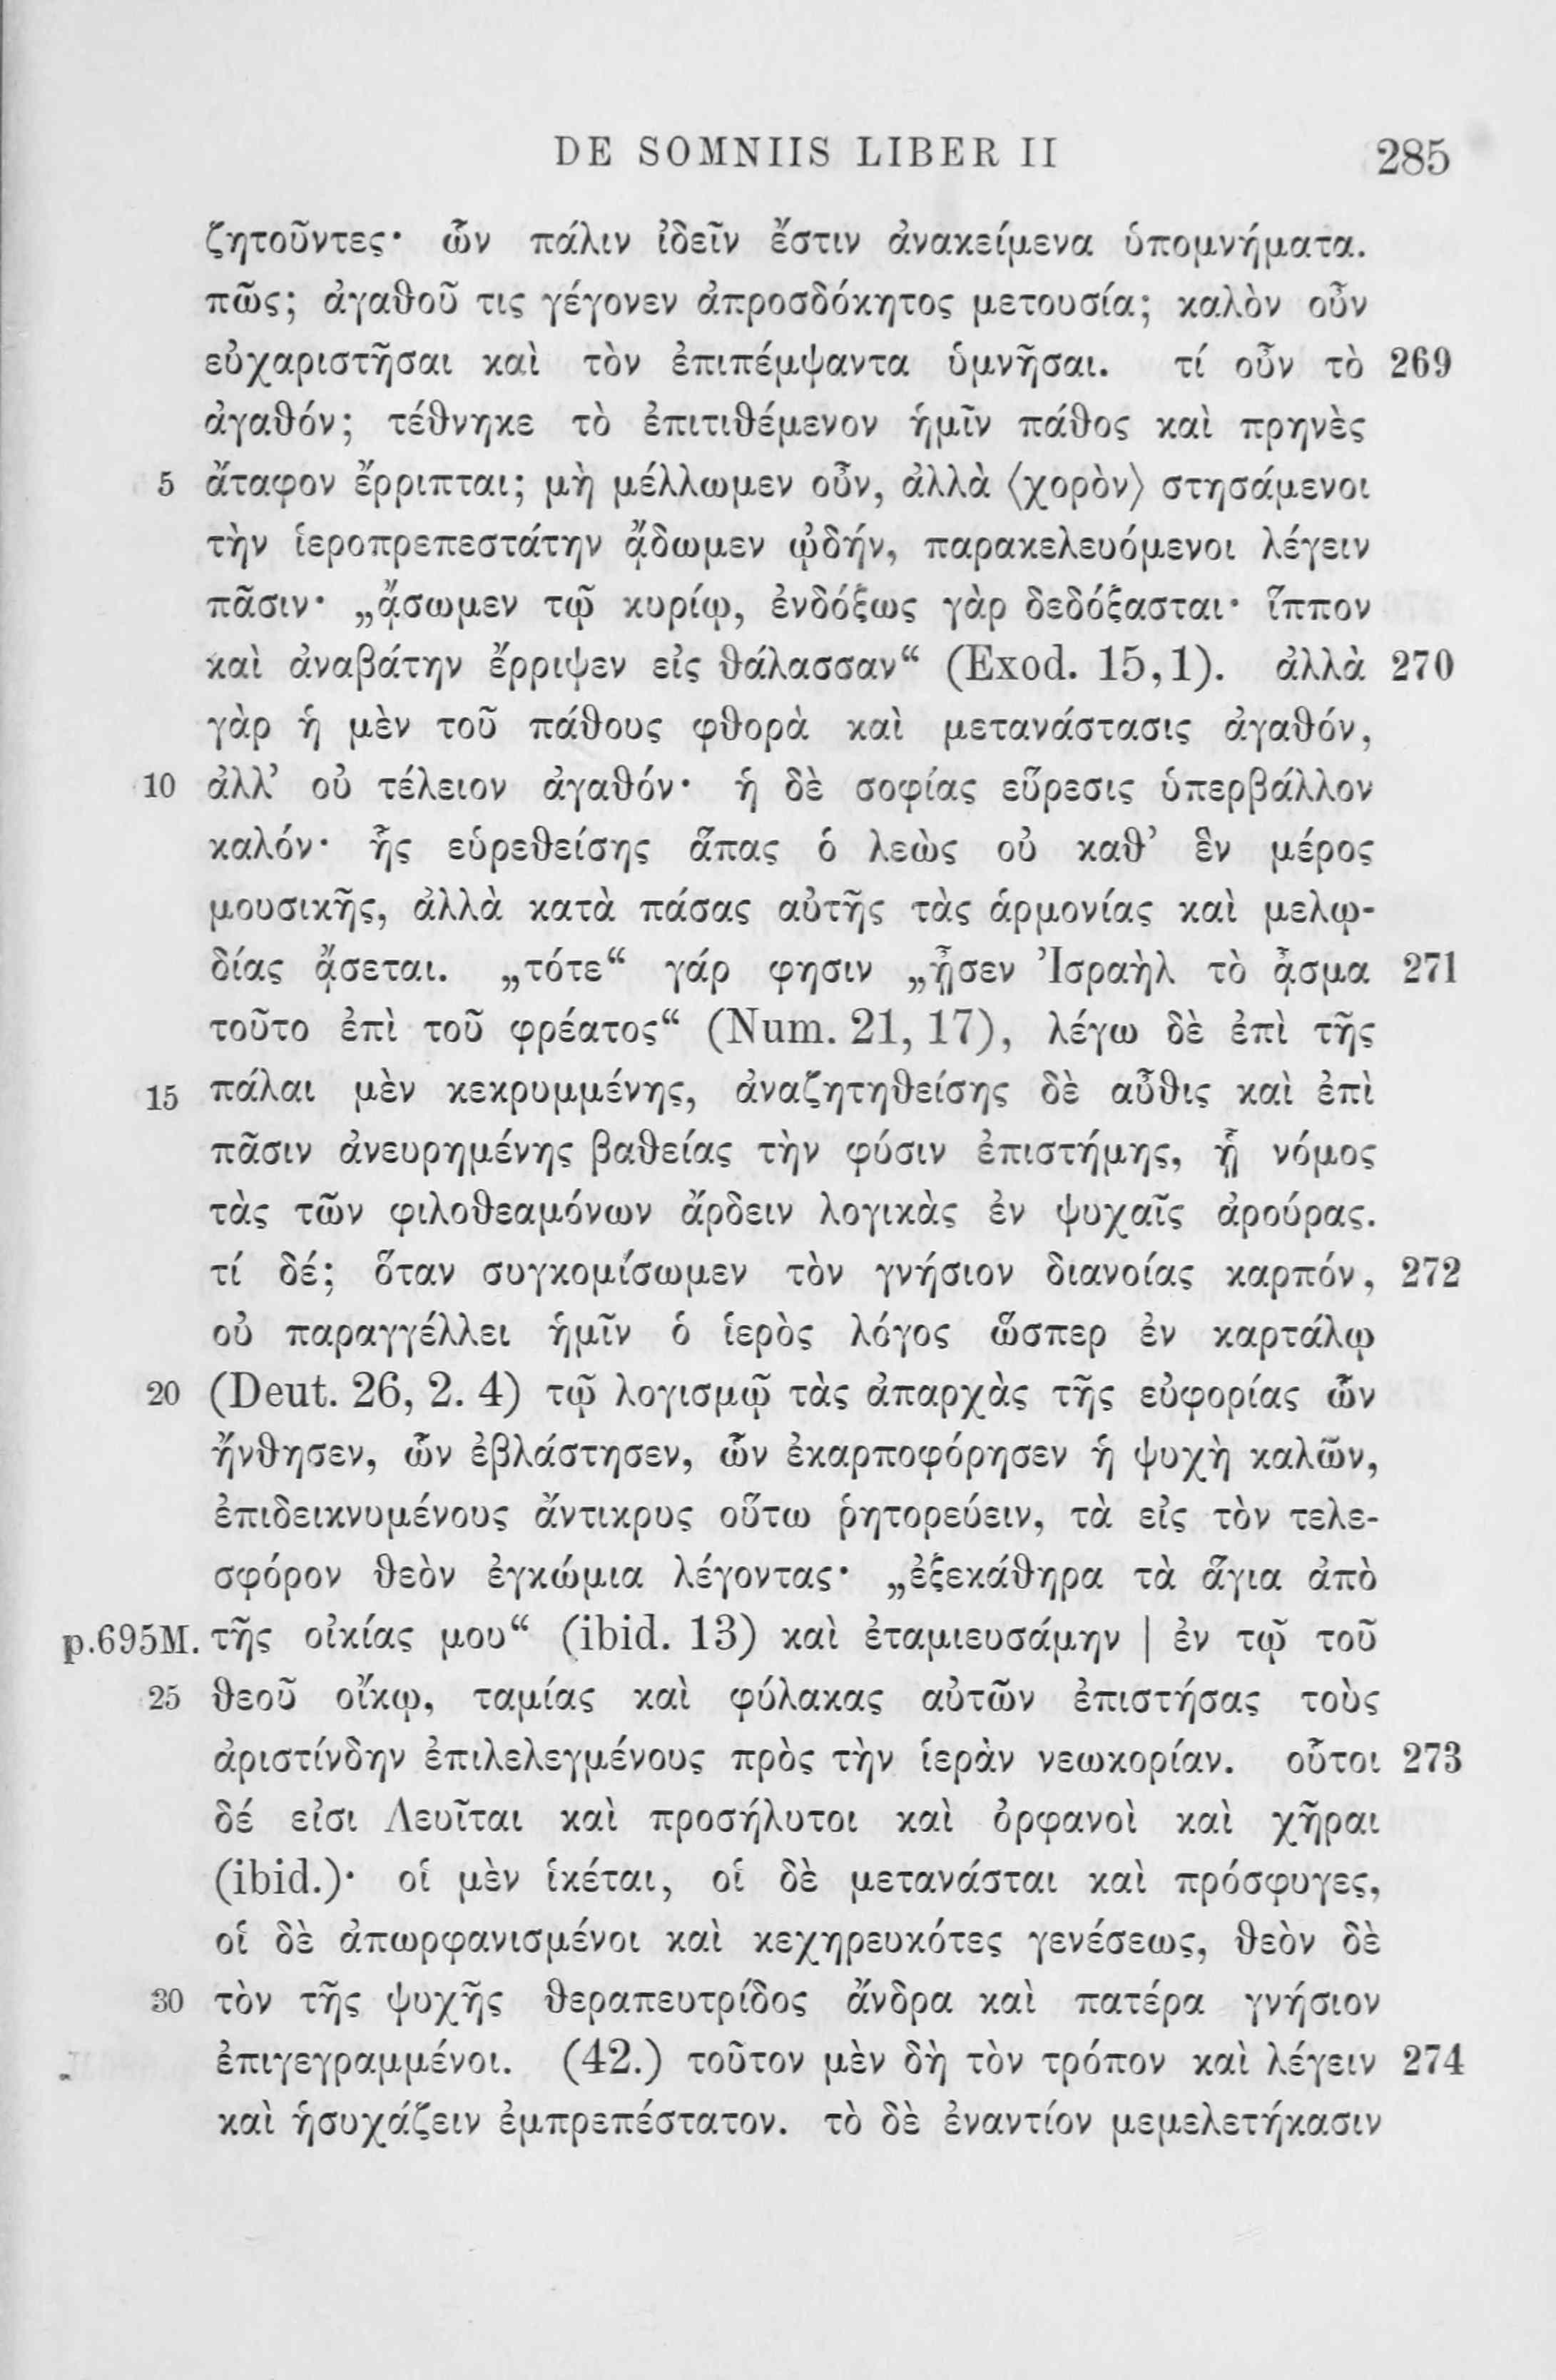 DE SOMNIIS LIBER II 285
ζητοῦντες· ὧν πάλιν ἰδεῖν ἔστιν ἀνακείμενα ὑπομνήματα.
πῶς; ἀγαθοῦ τις γέγονεν ἀπροσδόκητος μετουσία; καλὸν οὖν
εὐχαριστῆσαι καὶ τὸν ἐπιπέμψαντα ὑμνῆσαι. τί οὖν τὸ 269
ἀγαθόν; τέθνηκε τὸ ἐπιτιθέμενον ἡμῖν πάθος καὶ πρηνὲς
5 ἄταφον ἔρριπται; μὴ μέλλωμεν οὖν, ἀλλὰ ⟨χορὸν⟩ στησάμενοι
τὴν ἱεροπρεπεστάτην ᾄδωμεν ᾠδήν, παρακελευόμενοι λέγειν
πᾶσιν· „ᾄσωμεν τῷ κυρίῳ, ἐνδόξως γὰρ δεδόξασται· ἵππον
καὶ ἀναβάτην ἔρριψεν εἰς θάλασσαν“ (Exod. 15,1). ἀλλὰ 270
γὰρ ἡ μὲν τοῦ πάθους φθορὰ καὶ μετανάστασις ἀγαθόν,
10 ἀλλ’ οὐ τέλειον ἀγαθόν· ἡ δὲ σοφίας εὕρεσις ὑπερβάλλον
καλόν· ἧς εὑρεθείσης ἅπας ὁ λεὼς οὐ καθ’ ἓν μέρος
μουσικῆς, ἀλλὰ κατὰ πάσας αὐτῆς τὰς ἁρμονίας καὶ μελῳ-
δίας ᾄσεται. „τότε“ γάρ φησιν „ᾖσεν Ἰσραὴλ τὸ ᾆσμα 271
τοῦτο ἐπὶ τοῦ φρέατος“ (Num. 21, 17), λέγω δὲ ἐπὶ τῆς
15 πάλαι μὲν κεκρυμμένης, ἀναζητηθείσης δὲ αὖθις καὶ ἐπὶ
πᾶσιν ἀνευρημένης βαθείας τὴν φύσιν ἐπιστήμης, ᾗ νόμος
τὰς τῶν φιλοθεαμόνων ἄρδειν λογικὰς ἐν ψυχαῖς ἀρούρας.
τί δέ; ὅταν συγκομίσωμεν τὸν γνήσιον διανοίας καρπόν, 272
οὐ παραγγέλλει ἡμῖν ὁ ἱερὸς λόγος ὥσπερ ἐν καρτάλῳ
20 (Deut. 26, 2. 4) τῷ λογισμῷ τὰς ἀπαρχὰς τῆς εὐφορίας ὧν
ἤνθησεν, ὧν ἐβλάστησεν, ὧν ἐκαρποφόρησεν ἡ ψυχὴ καλῶν,
ἐπιδεικνυμένους ἄντικρυς οὕτω ῥητορεύειν, τὰ εἰς τὸν τελε-
σφόρον θεὸν ἐγκώμια λέγοντας· „ἐξεκάθηρα τὰ ἅγια ἀπὸ
p.695M. τῆς οἰκίας μου“ (ibid. 13) καὶ ἐταμιευσάμην | ἐν τῷ τοῦ
25 θεοῦ οἴκῳ, ταμίας καὶ φύλακας αὐτῶν ἐπιστήσας τοὺς
ἀριστίνδην ἐπιλελεγμένους πρὸς τὴν ἱερὰν νεωκορίαν. οὗτοι 273
δέ εἰσι Λευῖται καὶ προσήλυτοι καὶ ὀρφανοὶ καὶ χῆραι
(ibid.)· οἱ μὲν ἱκέται, οἱ δὲ μετανάσται καὶ πρόσφυγες,
οἱ δὲ ἀπωρφανισμένοι καὶ κεχηρευκότες γενέσεως, θεὸν δὲ
30 τὸν τῆς ψυχῆς θεραπευτρίδος ἄνδρα καὶ πατέρα γνήσιον
ἐπιγεγραμμένοι. (42.) τοῦτον μὲν δὴ τὸν τρόπον καὶ λέγειν 274
καὶ ἡσυχάζειν ἐμπρεπέστατον. τὸ δὲ ἐναντίον μεμελετήκασιν